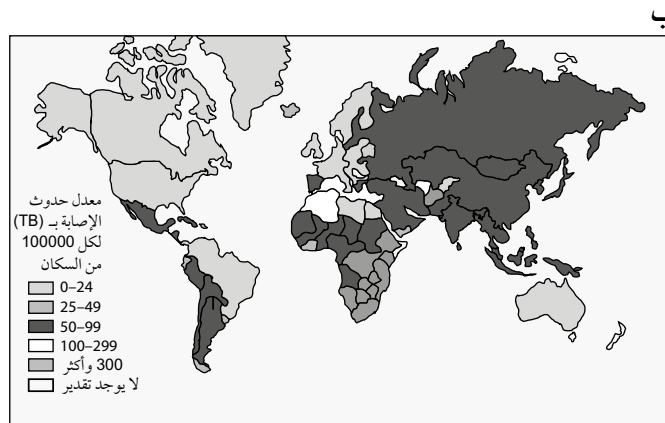 ب
معدل حدوث
الإصابة بـ (TB)
لكل 100000
من السكان
0–24
25–49
50–99
100–299
300 وأكثر
لا يوجد تقدير